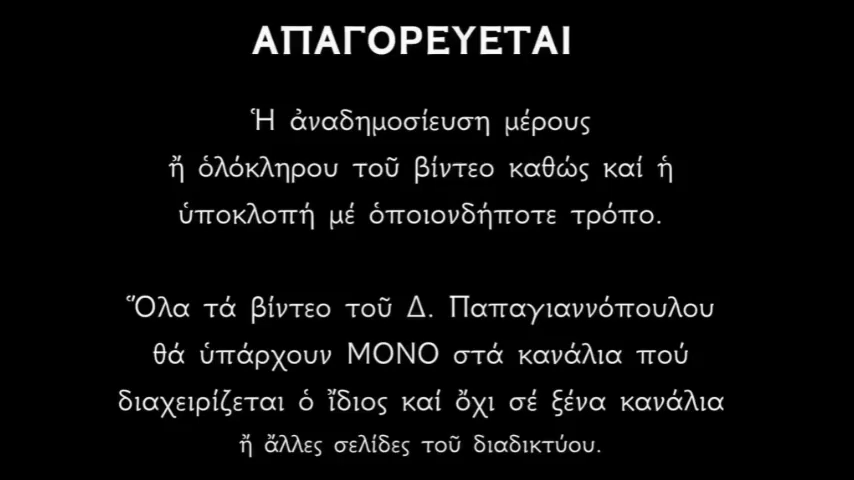 ΑΠΑΓΟΡΕΥΕΤΑΙ
Ἡ ἀναδημοσίευση μέρους
ἤ ὁλόκληρου τοῦ βίντεο καθώς καί ἡ
ὑποκλοπή μέ ὁποιονδήποτε τρόπο.
Ὅλα τά βίντεο τοῦ Δ. Παπαγιαννόπουλου
θά ὑπάρχουν ΜΟΝΟ στά κανάλια πού
διαχειρίζεται ὁ ἴδιος καί ὄχι σέ ξένα κανάλια
ἤ ἄλλες σελίδες τοῦ διαδικτύου.